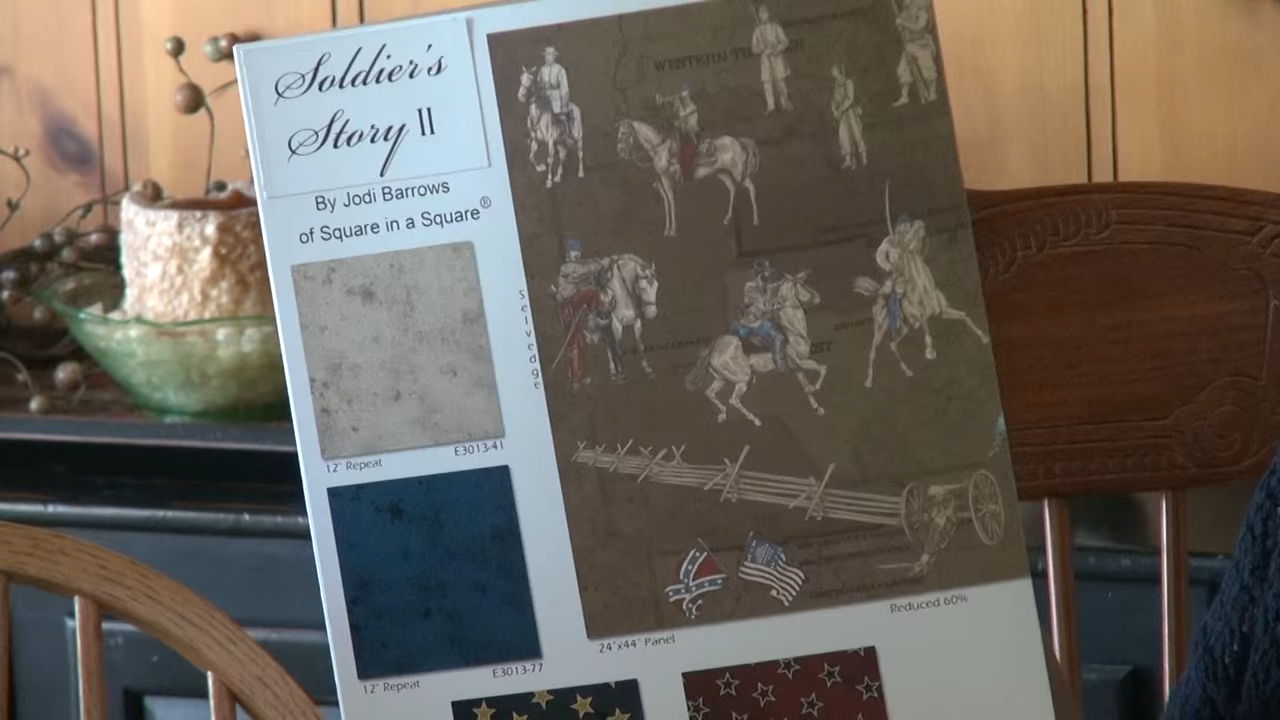 Soldier's
Story II
By Jodi Barrows
of Square in a Square®
Selvedge
12" Repeat
E3013-41
12" Repeat
E3013-77
WESTERN
24"x44" Panel
Reduced 60%